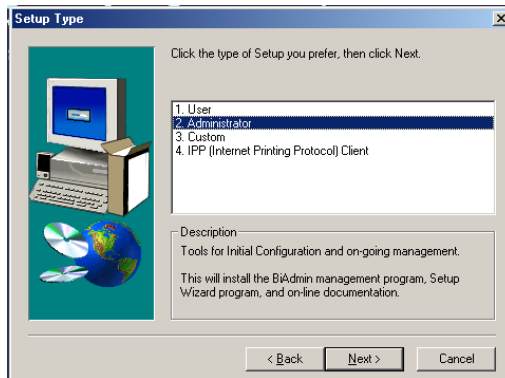 Setup Type
Click the type of Setup you prefer, then click Next.
1. User
2. Administrator
3. Custom
4. IPP (Internet Printing Protocol) Client
Description
Tools for Initial Configuration and on-going management.
This will install the BiAdmin management program, Setup
Wizard program, and on-line documentation.
< Back
Next >
Cancel